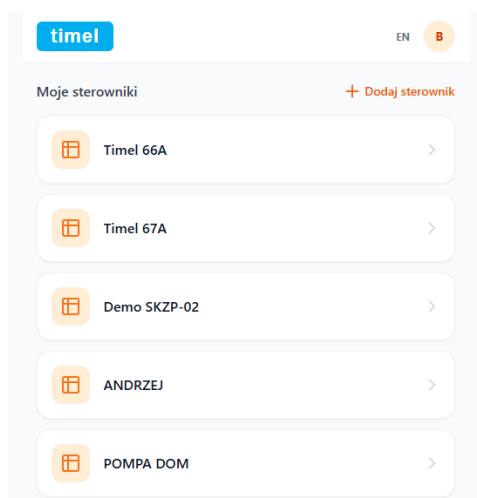 timel
EN B
Moje sterowniki
+ Dodaj sterownik
Timel 66A
Timel 67A
Demo SKZP-02
ANDRZEJ
POMPA DOM